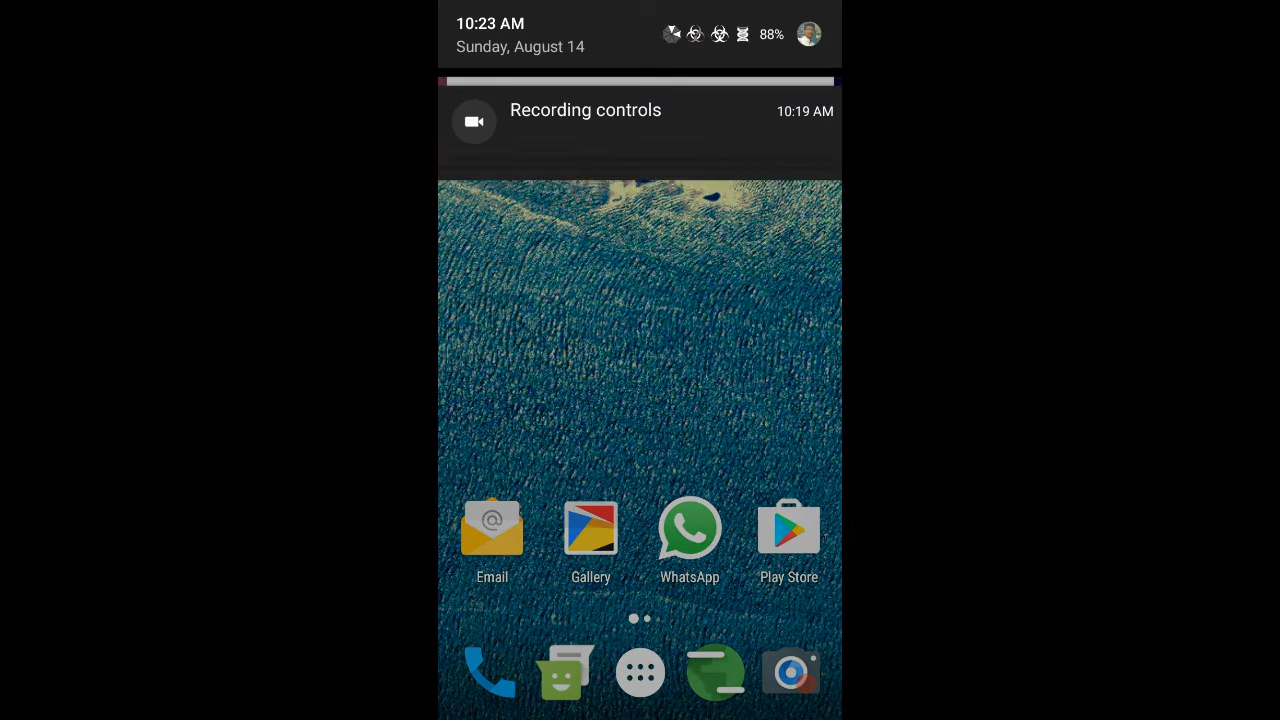 10:23 AM
Sunday, August 14
88%
Recording controls
10:19 AM
@
Email
Gallery
WhatsApp
Play Store